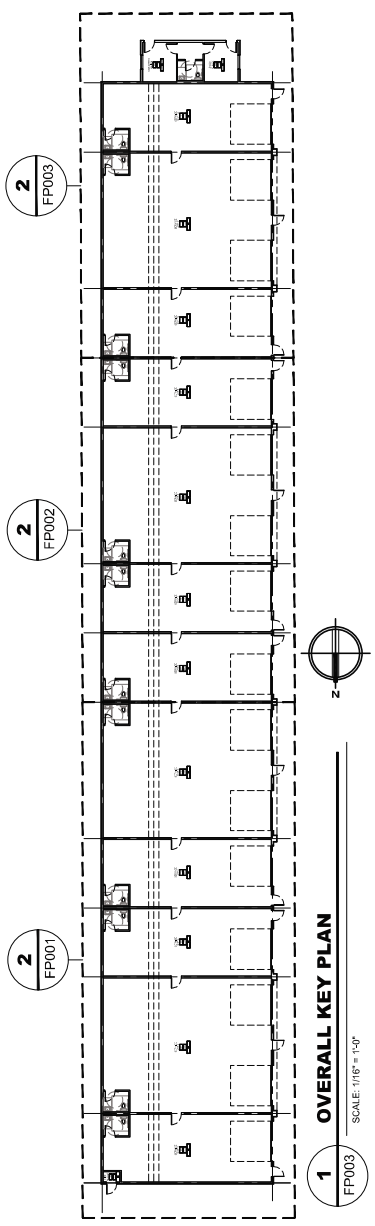 2
FP003
2
FP002
N
2
FP001
OVERALL KEY PLAN
SCALE: 1/16" = 1'-0"
1
FP003